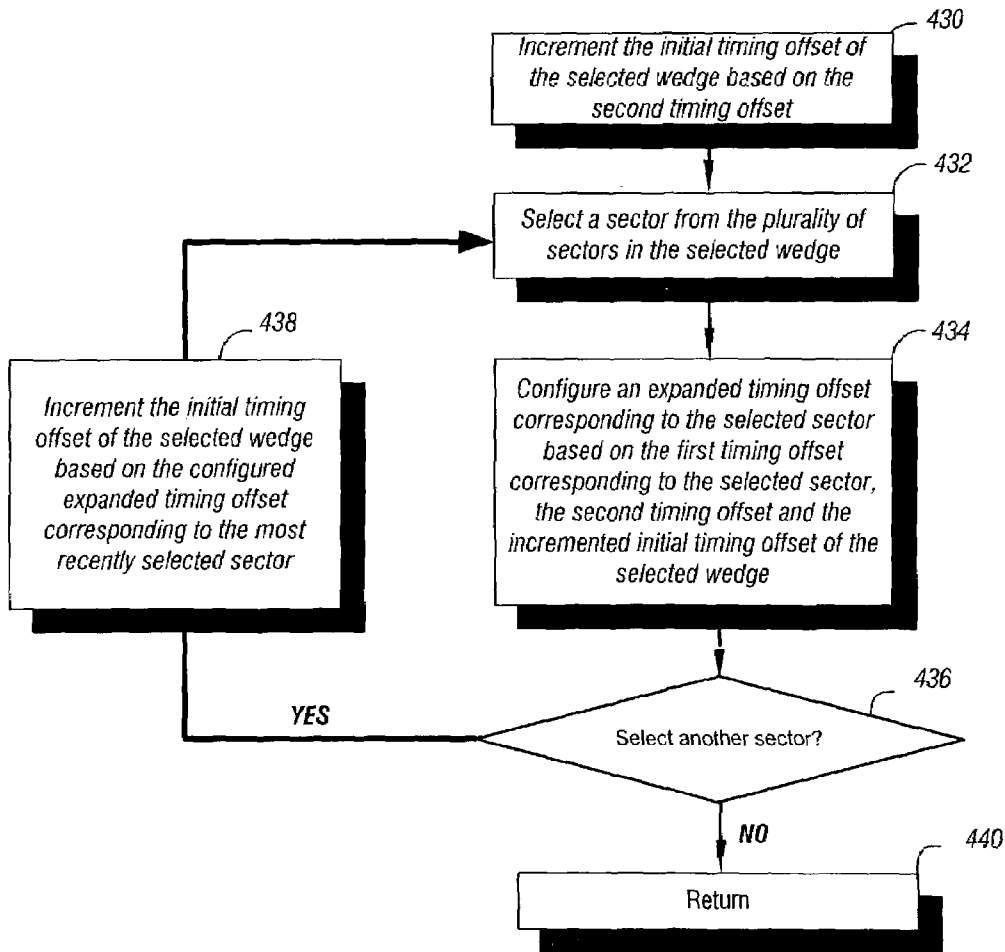 430
Increment the initial timing offset of
the selected wedge based on the
second timing offset
432
Select a sector from the plurality of
sectors in the selected wedge
438
Increment the initial timing
offset of the selected wedge
based on the configured
expanded timing offset
corresponding to the most
recently selected sector
434
Configure an expanded timing offset
corresponding to the selected sector
based on the first timing offset
corresponding to the selected sector,
the second timing offset and the
incremented initial timing offset of the
selected wedge
436
YES
Select another sector?
NO
440
Return